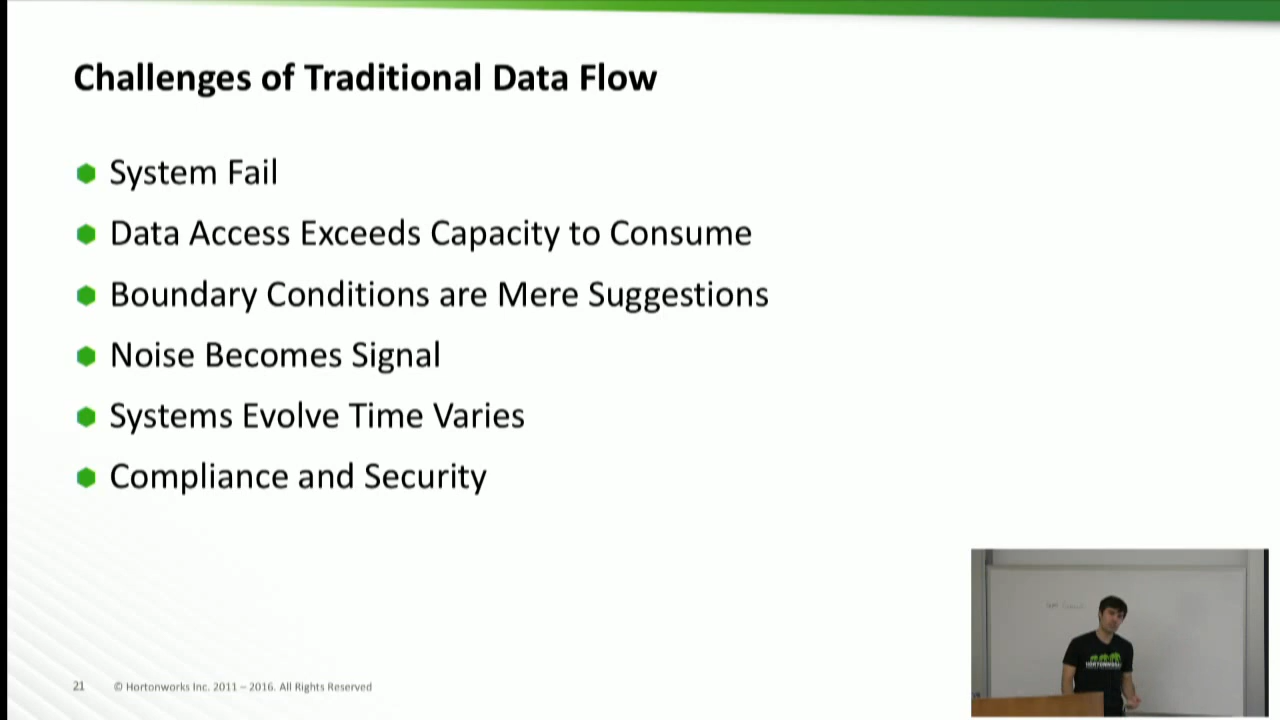 Challenges of Traditional Data Flow
System Fail
Data Access Exceeds Capacity to Consume
Boundary Conditions are Mere Suggestions
Noise Becomes Signal
Systems Evolve Time Varies
Compliance and Security
21 © Hortonworks Inc. 2011 – 2016. All Rights Reserved
HORTONWORKS